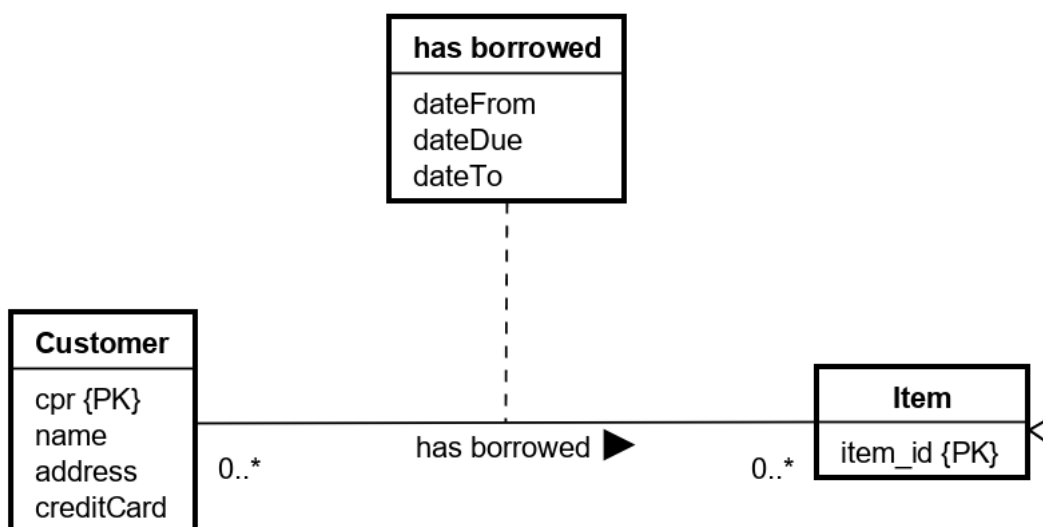 has borrowed
dateFrom
dateDue
dateTo
Customer
cpr {PK}
name
address
creditCard
0..*
has borrowed
0..*
Item
item_id {PK}